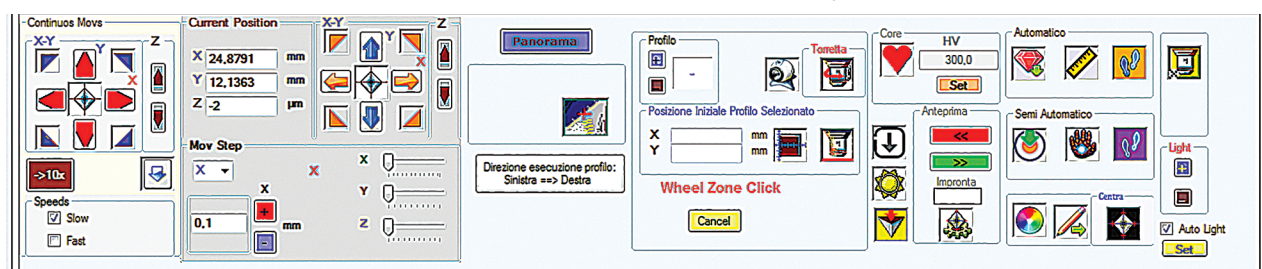 Continuos Movs
X-Y
Z
Y
X
->10x
Speeds
Slow
Fast
Current Position
X 24,8791 mm
Y 12,1363 mm
Z -2 µm
X-Y
Z
Y
X
Mov Step
X
X
X
0,1
+
-
mm
X
Y
Z
Panorama
Direzione esecuzione profilo:
Sinistra ==> Destra
Profilo
-
Torretta
Posizione Iniziale Profilo Selezionato
X mm
Y mm
Wheel Zone Click
Cancel
Core
HV
300,0
Set
Anteprima
<<
>>
Impronta
Automatico
Semi Automatico
Centra
Light
Auto Light
Set